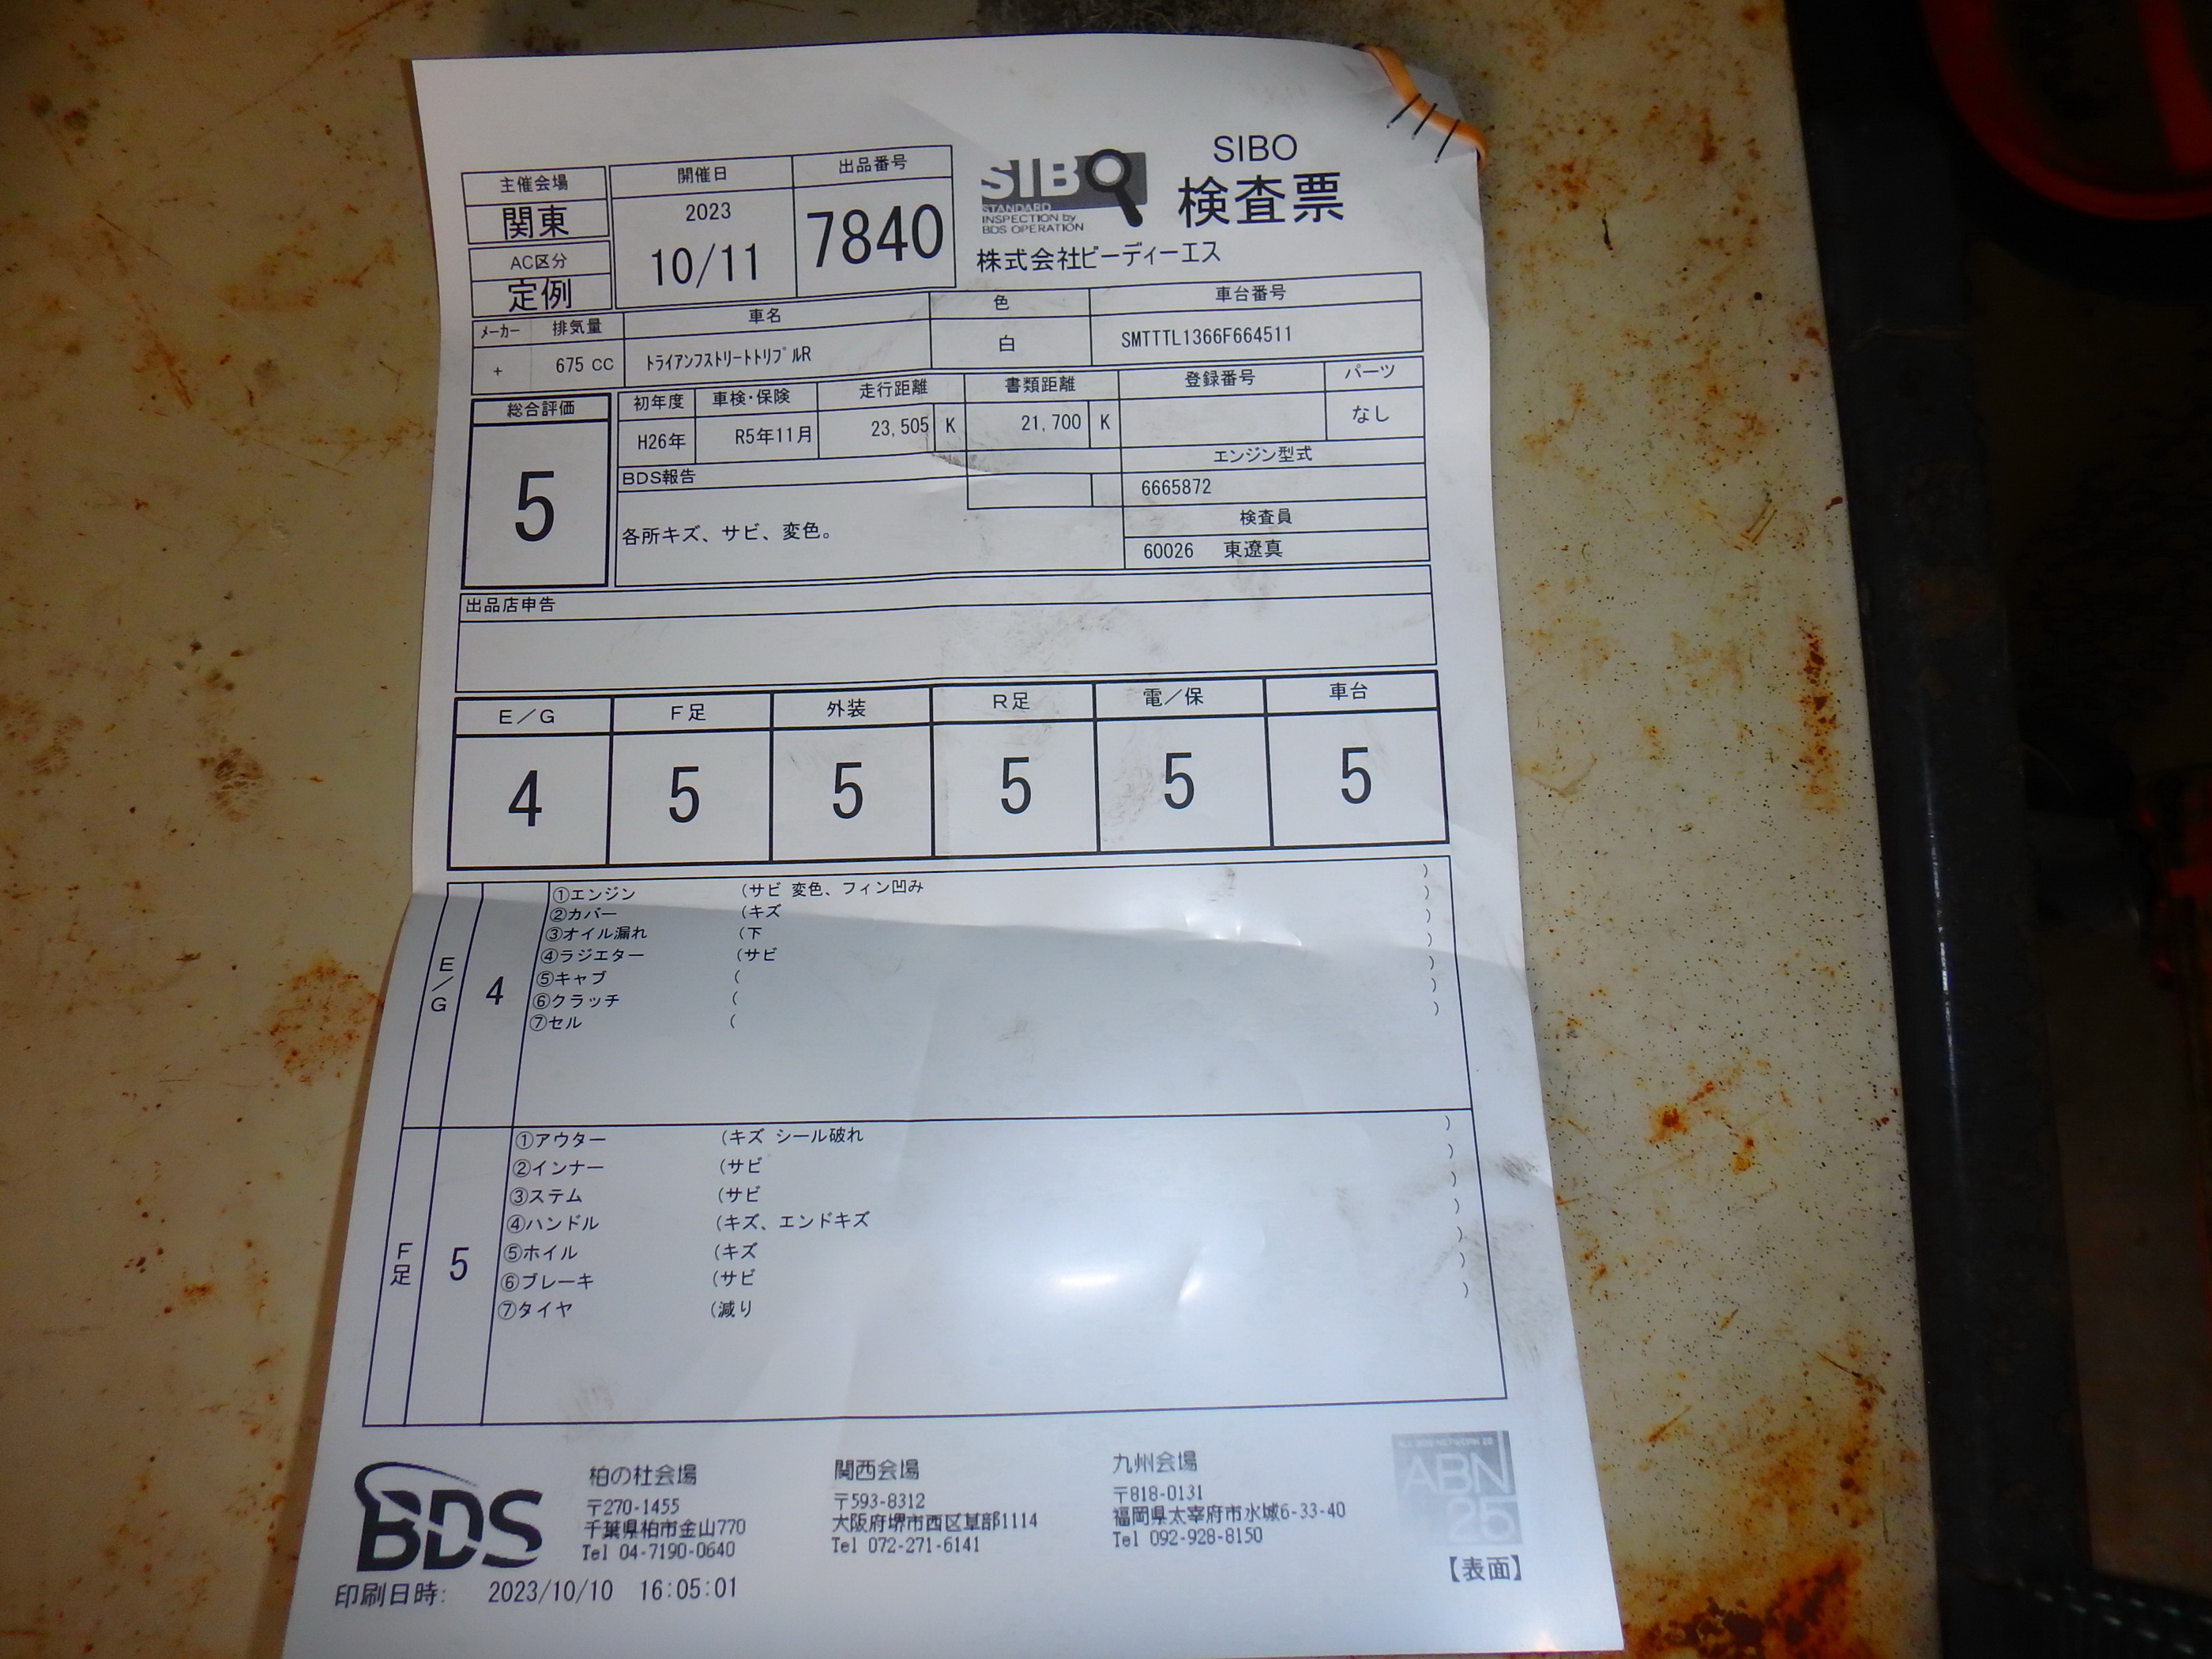 主催会場
関東
AC区分
定例
開催日
2023
10/11
出品番号
7840
SIBO
STANDARD
INSPECTION by
BDS OPERATION
SIBO
検査票
株式会社ビーディーエス
メーカー 排気量 車名 色 車台番号
+ 675 CC トライアンフストリートトリプルR 白 SMTTTL1366F664511
総合評価
5
初年度 車検・保険 走行距離 書類距離 登録番号 パーツ
H26年 R5年11月 23,505 K 21,700 K なし
BDS報告
各所キズ、サビ、変色。
エンジン型式
6665872
検査員
60026 東遼真
出品店申告
E/G F足 外装 R足 電/保 車台
4 5 5 5 5 5
E/G
4
①エンジン (サビ 変色、フィン凹み )
②カバー (キズ )
③オイル漏れ (下 )
④ラジエター (サビ )
⑤キャブ ( )
⑥クラッチ ( )
⑦セル ( )
F足
5
①アウター (キズ シール破れ )
②インナー (サビ )
③ステム (サビ )
④ハンドル (キズ、エンドキズ )
⑤ホイル (キズ )
⑥ブレーキ (サビ )
⑦タイヤ (減り )
BDS
柏の杜会場
〒270-1455
千葉県柏市金山770
Tel 04-7190-0640
関西会場
〒593-8312
大阪府堺市西区草部1114
Tel 072-271-6141
九州会場
〒818-0131
福岡県太宰府市水城6-33-40
Tel 092-928-8150
ABN
25
【表面】
印刷日時: 2023/10/10 16:05:01